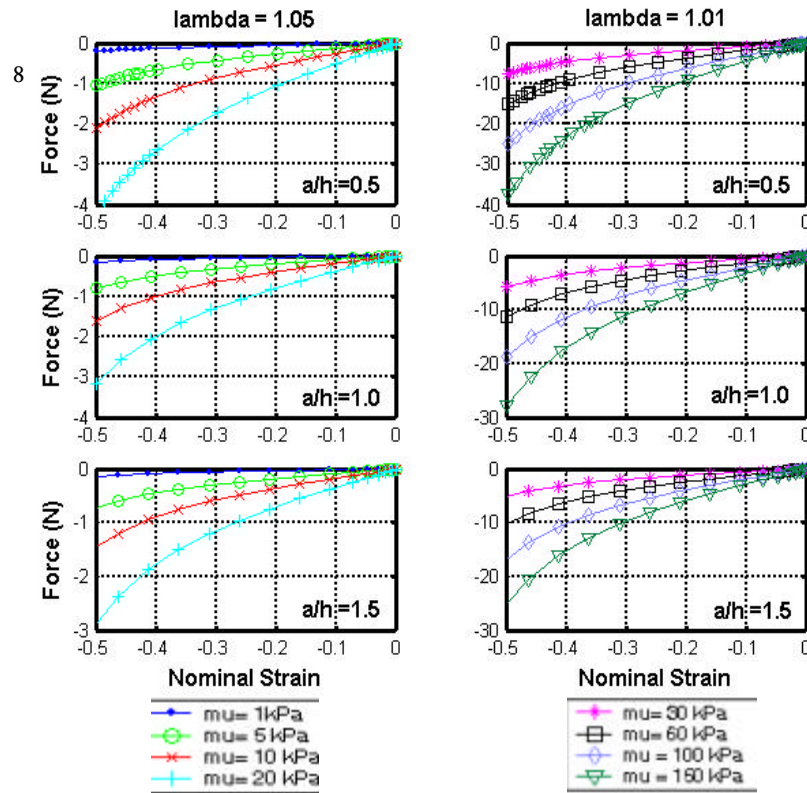 lambda = 1.05
lambda = 1.01
8
Force (N)
0
-1
-2
-3
-4
a/h =0.5
-0.5 -0.4 -0.3 -0.2 -0.1 0
0
-10
-20
-30
-40
a/h =0.5
-0.5 -0.4 -0.3 -0.2 -0.1 0
Force (N)
0
-1
-2
-3
-4
a/h =1.0
-0.5 -0.4 -0.3 -0.2 -0.1 0
0
-10
-20
-30
a/h =1.0
-0.5 -0.4 -0.3 -0.2 -0.1 0
Force (N)
0
-1
-2
-3
a/h =1.5
-0.5 -0.4 -0.3 -0.2 -0.1 0
Nominal Strain
0
-10
-20
-30
a/h =1.5
-0.5 -0.4 -0.3 -0.2 -0.1 0
Nominal Strain
mu= 1kPa
mu= 5 kPa
mu= 10 kPa
mu= 20 kPa
mu= 30 kPa
mu= 60 kPa
mu= 100 kPa
mu= 150 kPa